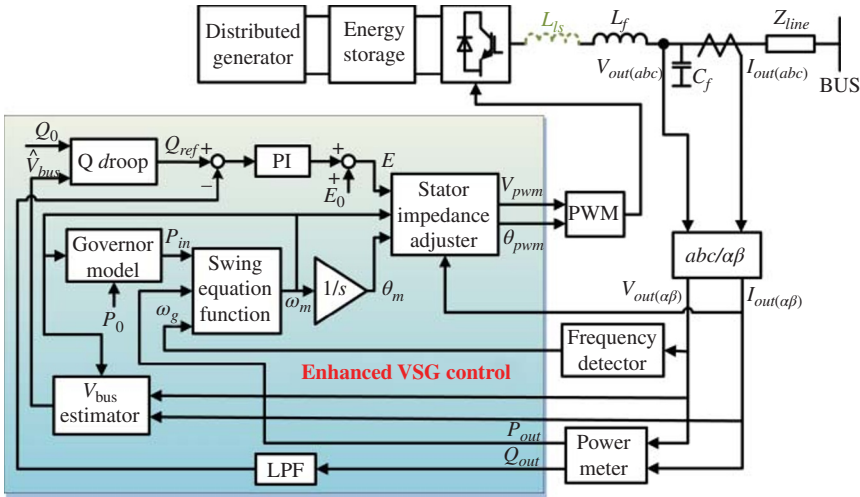 Distributed
generator
Energy
storage
L_ls
L_f
Z_line
V_out(abc)
C_f
I_out(abc)
BUS
Q_0
V̂_bus
Q droop
Q_ref
+
−
PI
+
+
E_0
E
Stator
impedance
adjuster
V_pwm
θ_pwm
PWM
abc/αβ
Governor
model
P_in
P_0
Swing
equation
function
ω_g
ω_m
1/s
θ_m
V_out(αβ)
I_out(αβ)
Frequency
detector
Enhanced VSG control
V_bus
estimator
P_out
Q_out
Power
meter
LPF